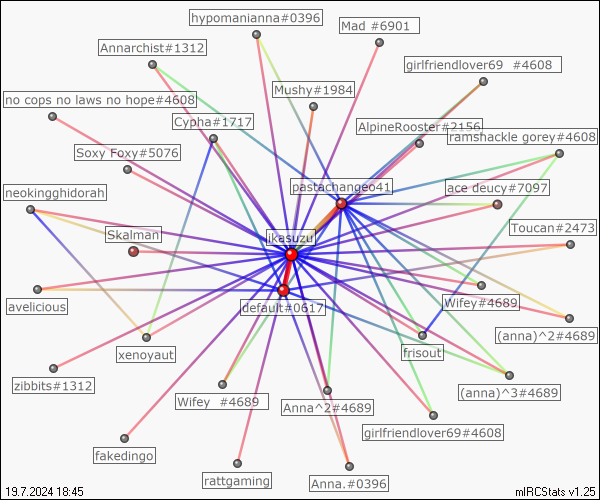 hypomanianna#0396
Mad #6901
Annarchist#1312
girlfriendlover69 #4608
Mushy#1984
no cops no laws no hope#4608
Cypha#1717
AlpineRooster#2156
ramshackle gorey#4608
Soxy Foxy#5076
pastachangeo41
ace deucy#7097
neokingghidorah
Toucan#2473
Skalman
ikasuzu
avelicious
default#0617
Wifey#4689
(anna)^2#4689
xenoyaut
frisout
zibbits#1312
(anna)^3#4689
Wifey #4689
Anna^2#4689
girlfriendlover69#4608
fakedingo
rattgaming
Anna.#0396
19.7.2024 18:45
mIRCStats v1.25